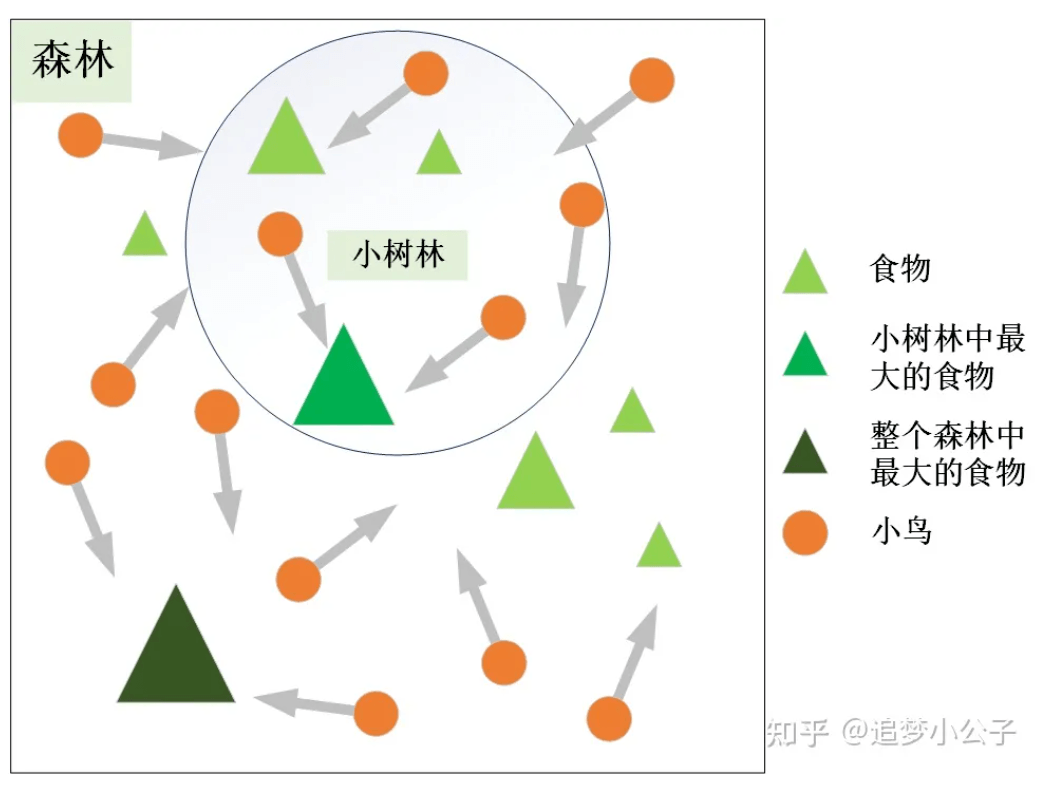 森林
小树林
食物
小树林中最
大的食物
整个森林中
最大的食物
小鸟
知乎 @追梦小公子